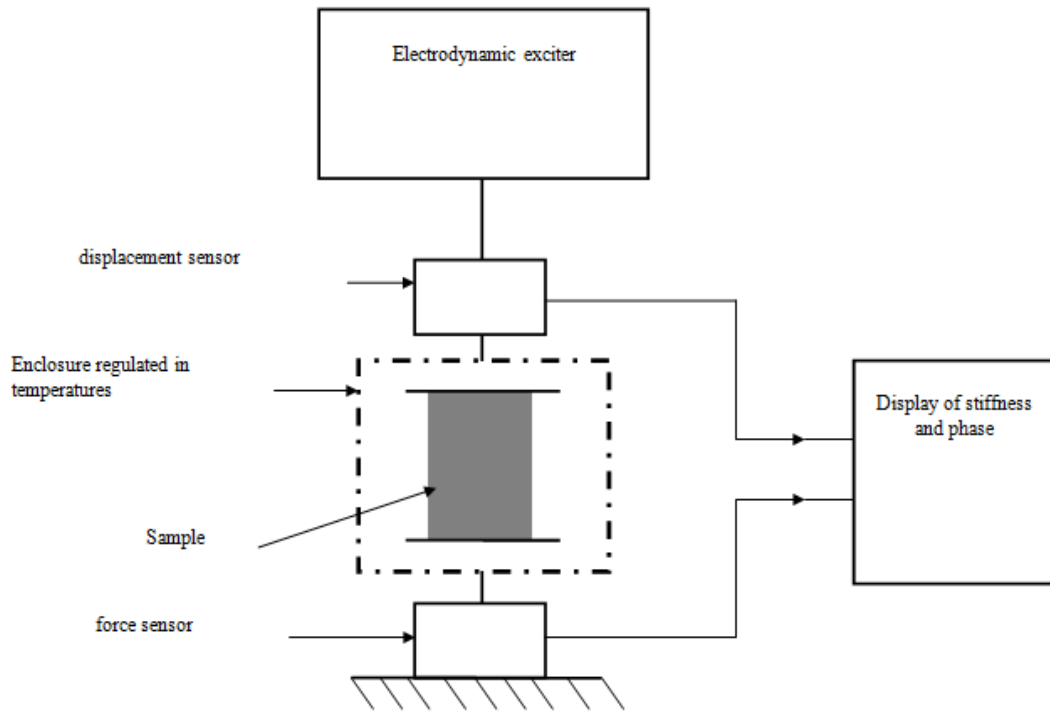 Electrodynamic exciter
displacement sensor
Enclosure regulated in
temperatures
Display of stiffness
and phase
Sample
force sensor